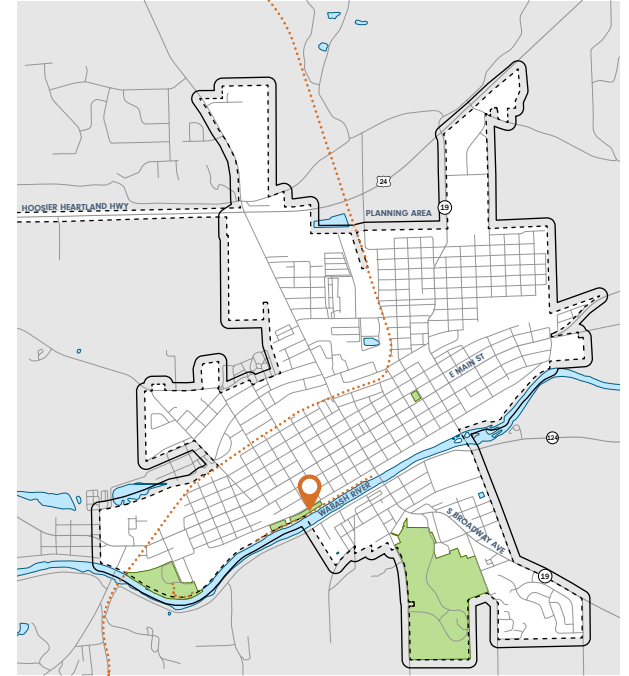 24
HOOSIER HEARTLAND HWY
19
PLANNING AREA
E MAIN ST
124
WABASH RIVER
S BROADWAY AVE
19